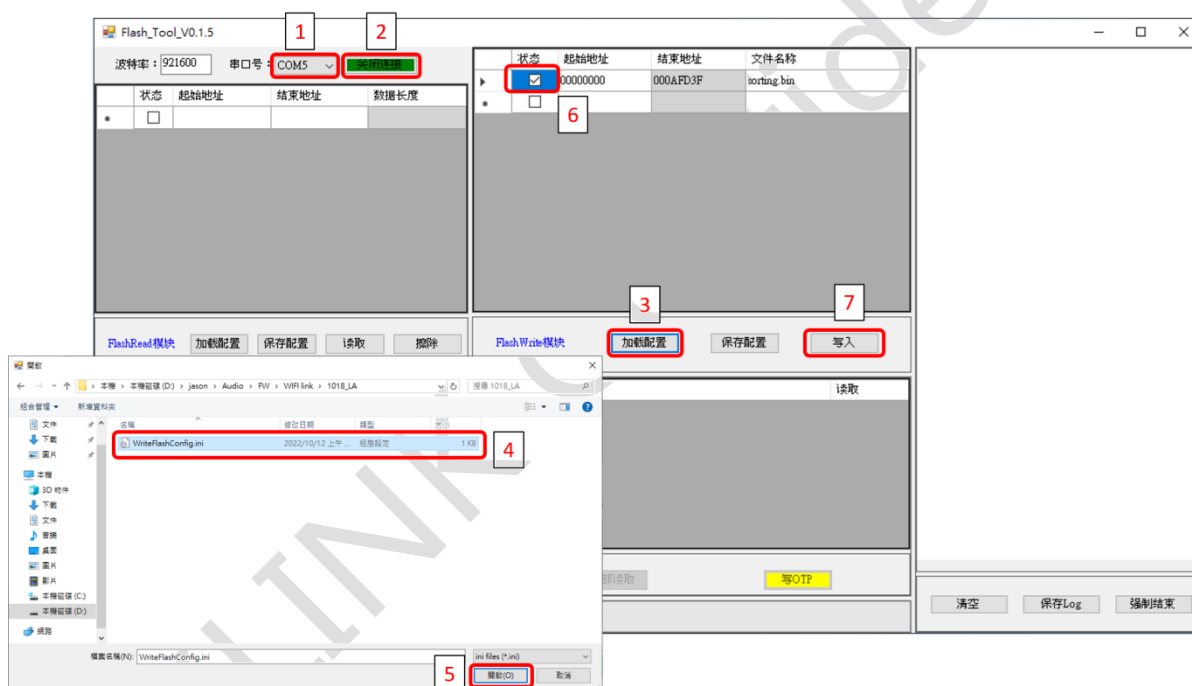 Flash_Tool_V0.1.5
1
2
波特率：921600 串口号：COM5 关闭连接
状态 起始地址 结束地址 数据长度
状态 起始地址 结束地址 文件名称
00000000 000AFD3F sorting.bin
6
3
7
FlashRead模块 加载配置 保存配置 读取 擦除
FlashWrite模块 加载配置 保存配置 写入
开启
本機 › 本機磁碟 (D:) › jason › Audio › FW › WIFI link › 1018_LA
搜尋 1018_LA
组合管理 新增資料夾
名稱 修改日期 類型 大小
WriteFlashConfig.ini 2022/10/12 上午... 組態設定 1 KB
4
文件
下載
圖片
本機
3D 物件
下載
文件
音樂
桌面
圖片
影片
本機磁碟 (C:)
本機磁碟 (D:)
網路
檔案名稱(N): WriteFlashConfig.ini
ini files (*.ini)
5
開啟(O) 取消
读取
部读取 写OTP
清空 保存Log 强制结束
LINK